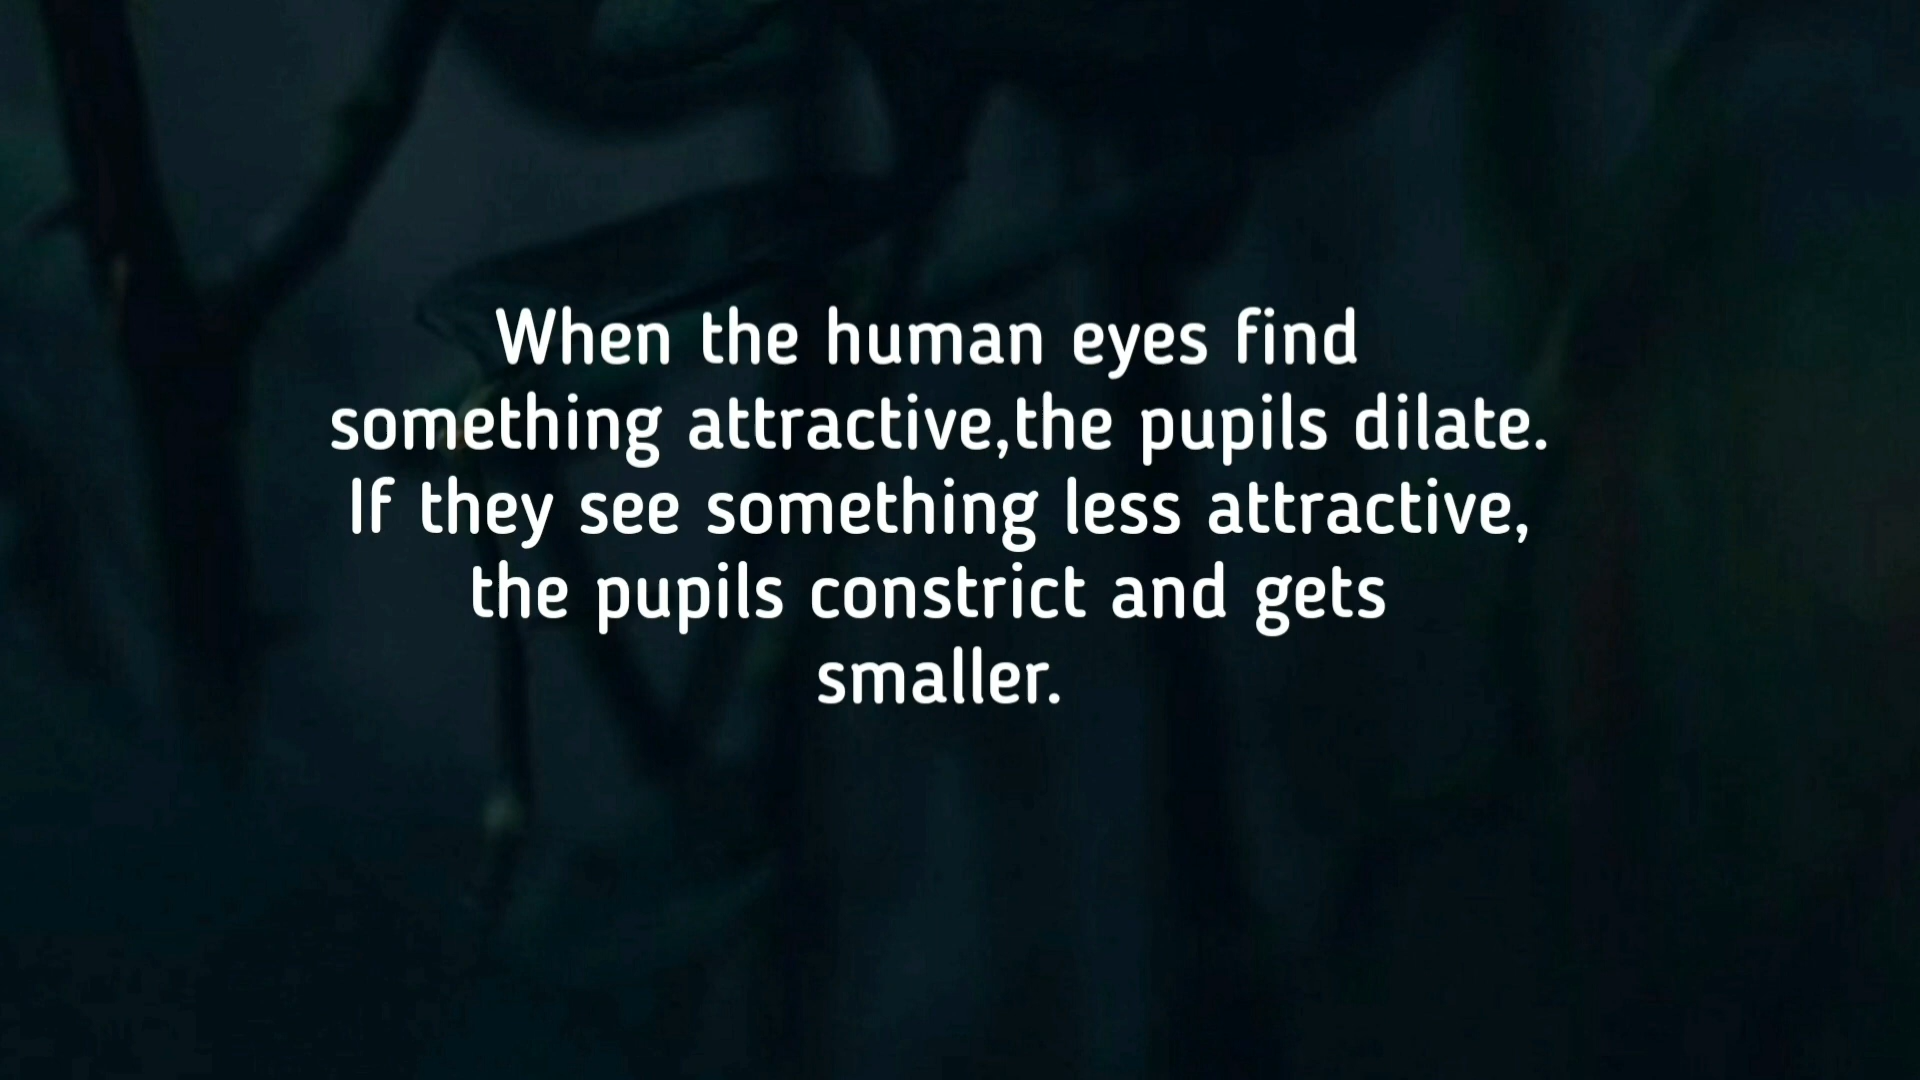 When the human eyes find
something attractive,the pupils dilate.
If they see something less attractive,
the pupils constrict and gets
smaller.